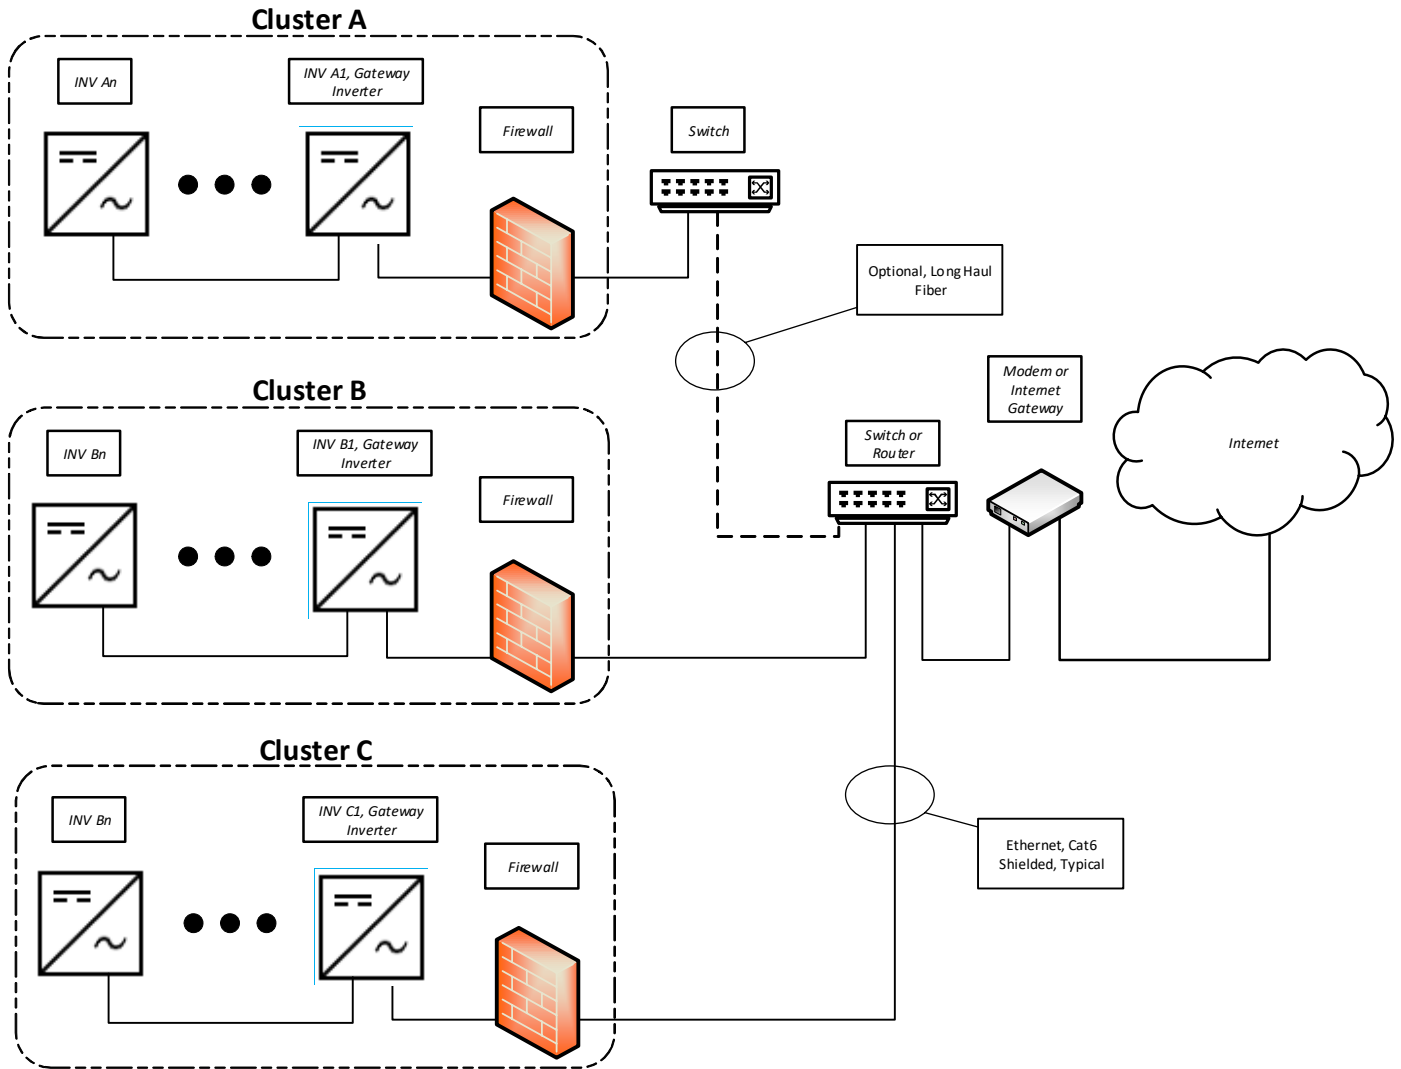 Cluster A
INV An
INV A1, Gateway
Inverter
Firewall
Switch
Optional, Long Haul
Fiber
Cluster B
INV Bn
INV B1, Gateway
Inverter
Firewall
Switch or
Router
Modem or
Internet
Gateway
Internet
Cluster C
INV Bn
INV C1, Gateway
Inverter
Firewall
Ethernet, Cat6
Shielded, Typical